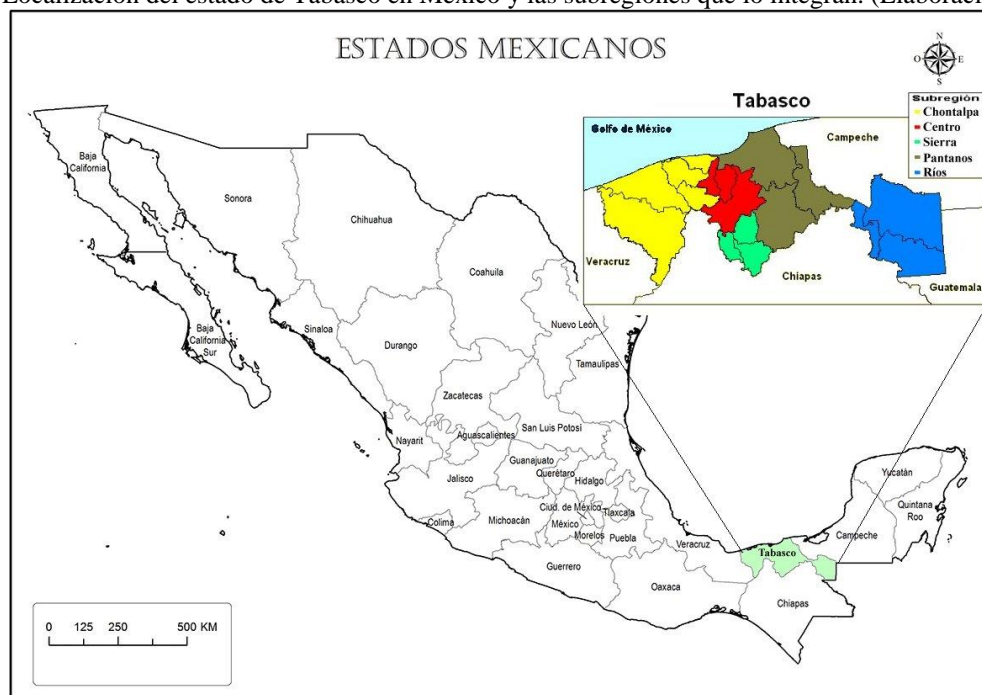 Localización del estado de Tabasco en México y las subregiones que lo integran. (Elaboraci
ESTADOS MEXICANOS
N
O
E
S
Tabasco
Subregión
Chontalpa
Centro
Sierra
Pantanos
Ríos
Golfo de México
Campeche
Veracruz
Chiapas
Guatemala
Baja
California
Sonora
Chihuahua
Coahuila
Baja
California
Sur
Sinaloa
Durango
Nuevo León
Tamaulipas
Zacatecas
San Luis Potosí
Nayarit
Aguascalientes
Guanajuato
Querétaro
Hidalgo
Jalisco
Ciud. de México
Tlaxcala
Colima
Michoacán
México
Morelos
Puebla
Veracruz
Guerrero
Oaxaca
Tabasco
Chiapas
Campeche
Yucatán
Quintana
Roo
0 125 250 500 KM